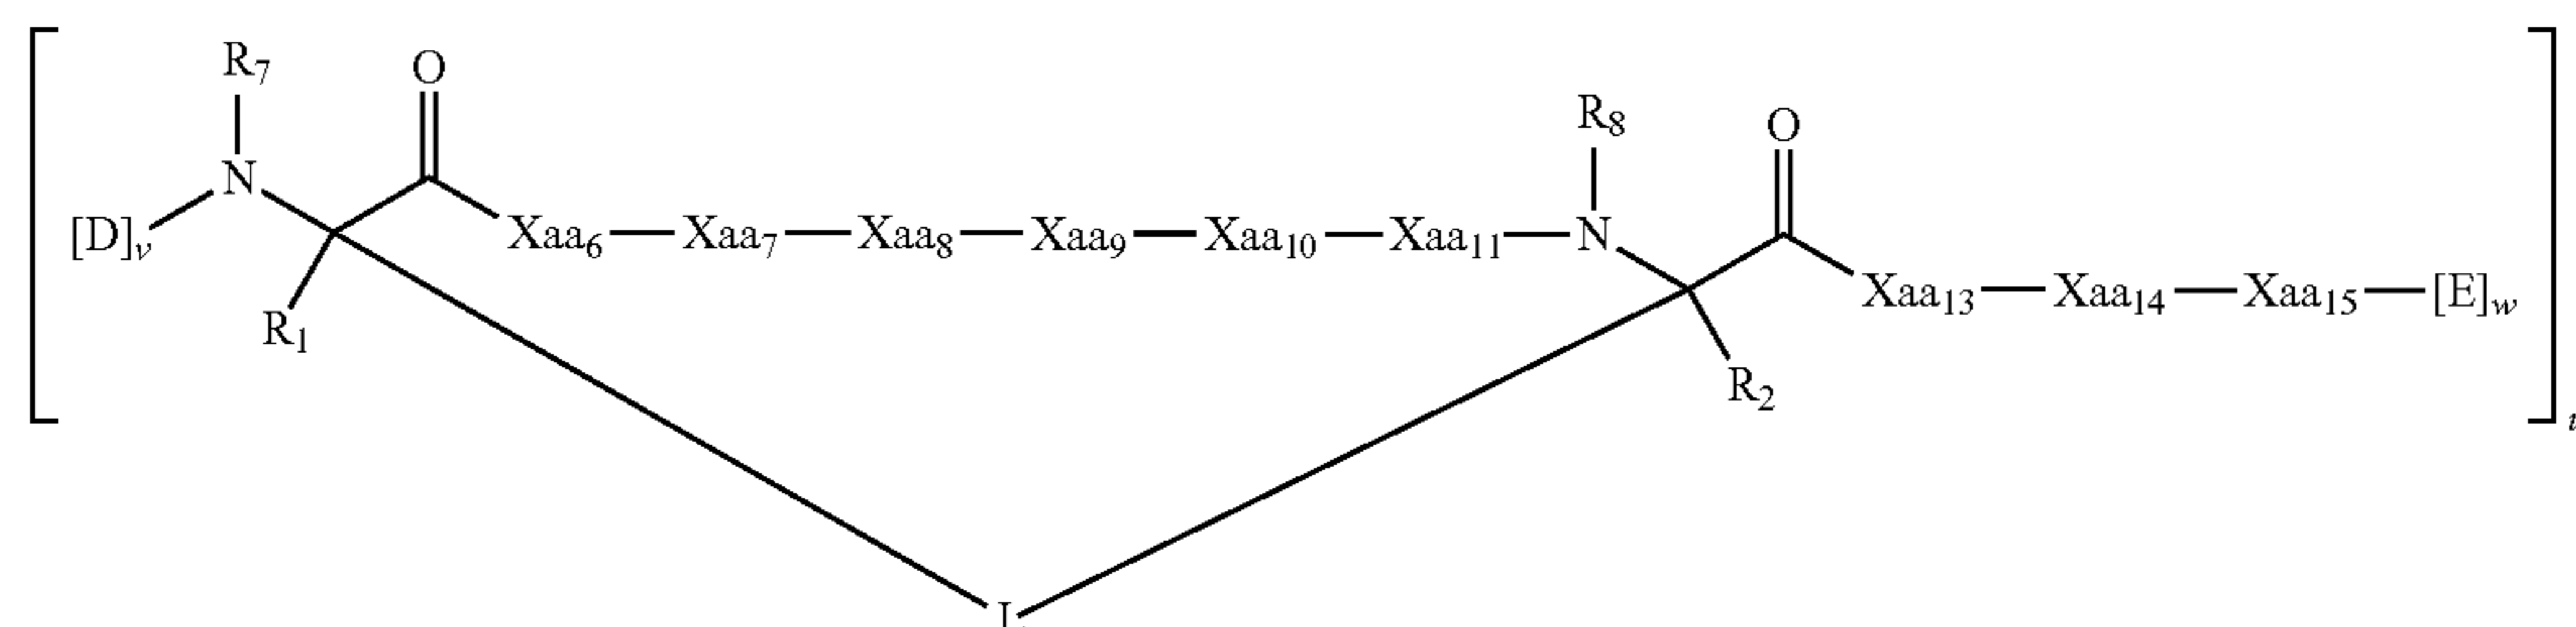 R7 O
R8 O
N
[D]v Xaa6—Xaa7—Xaa8—Xaa9—Xaa10—Xaa11—N
R1 Xaa13—Xaa14—Xaa15—[E]w
R2
L